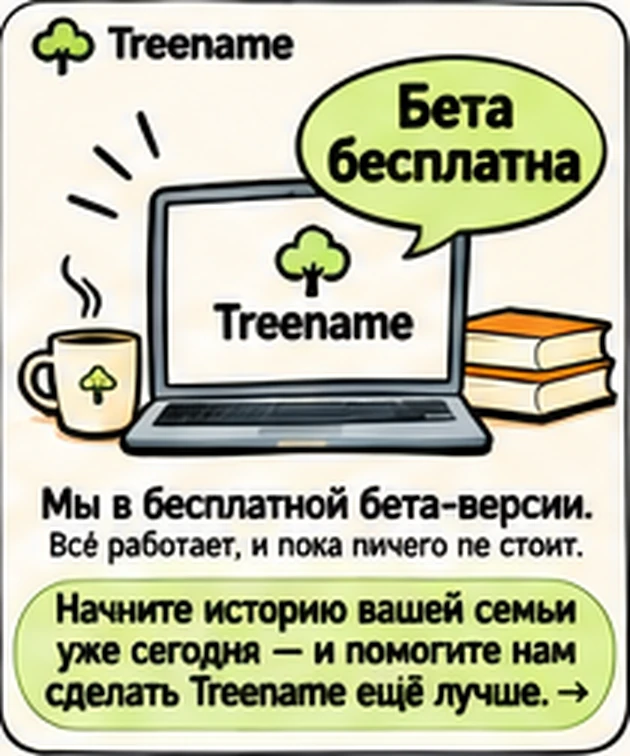 Treename
Бета
бесплатна
Treename
Мы в бесплатной бета-версии.
Всё работает, и пока пичего пе стоит.
Начните историю вашей семьи
уже сегодня — и помогите нам
сделать Treename ещё лучше. →